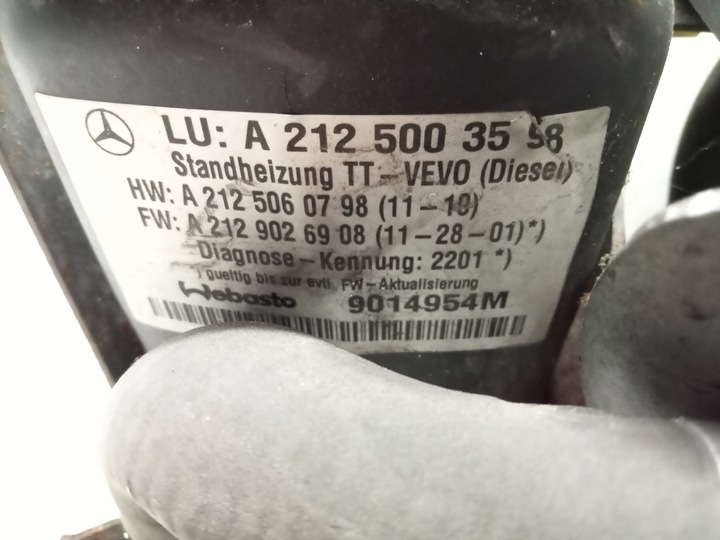 LU: A 212 500 35 98
Standheizung TT-VEVO (Diesel)
HW: A 212 506 07 98 (11-19)
FW: A 212 902 69 08 (11-28-01)*)
Diagnose-Kennung: 2201 *)
*) gueltig bis zur evtl. FW-Aktualisierung
Webasto 9014954M